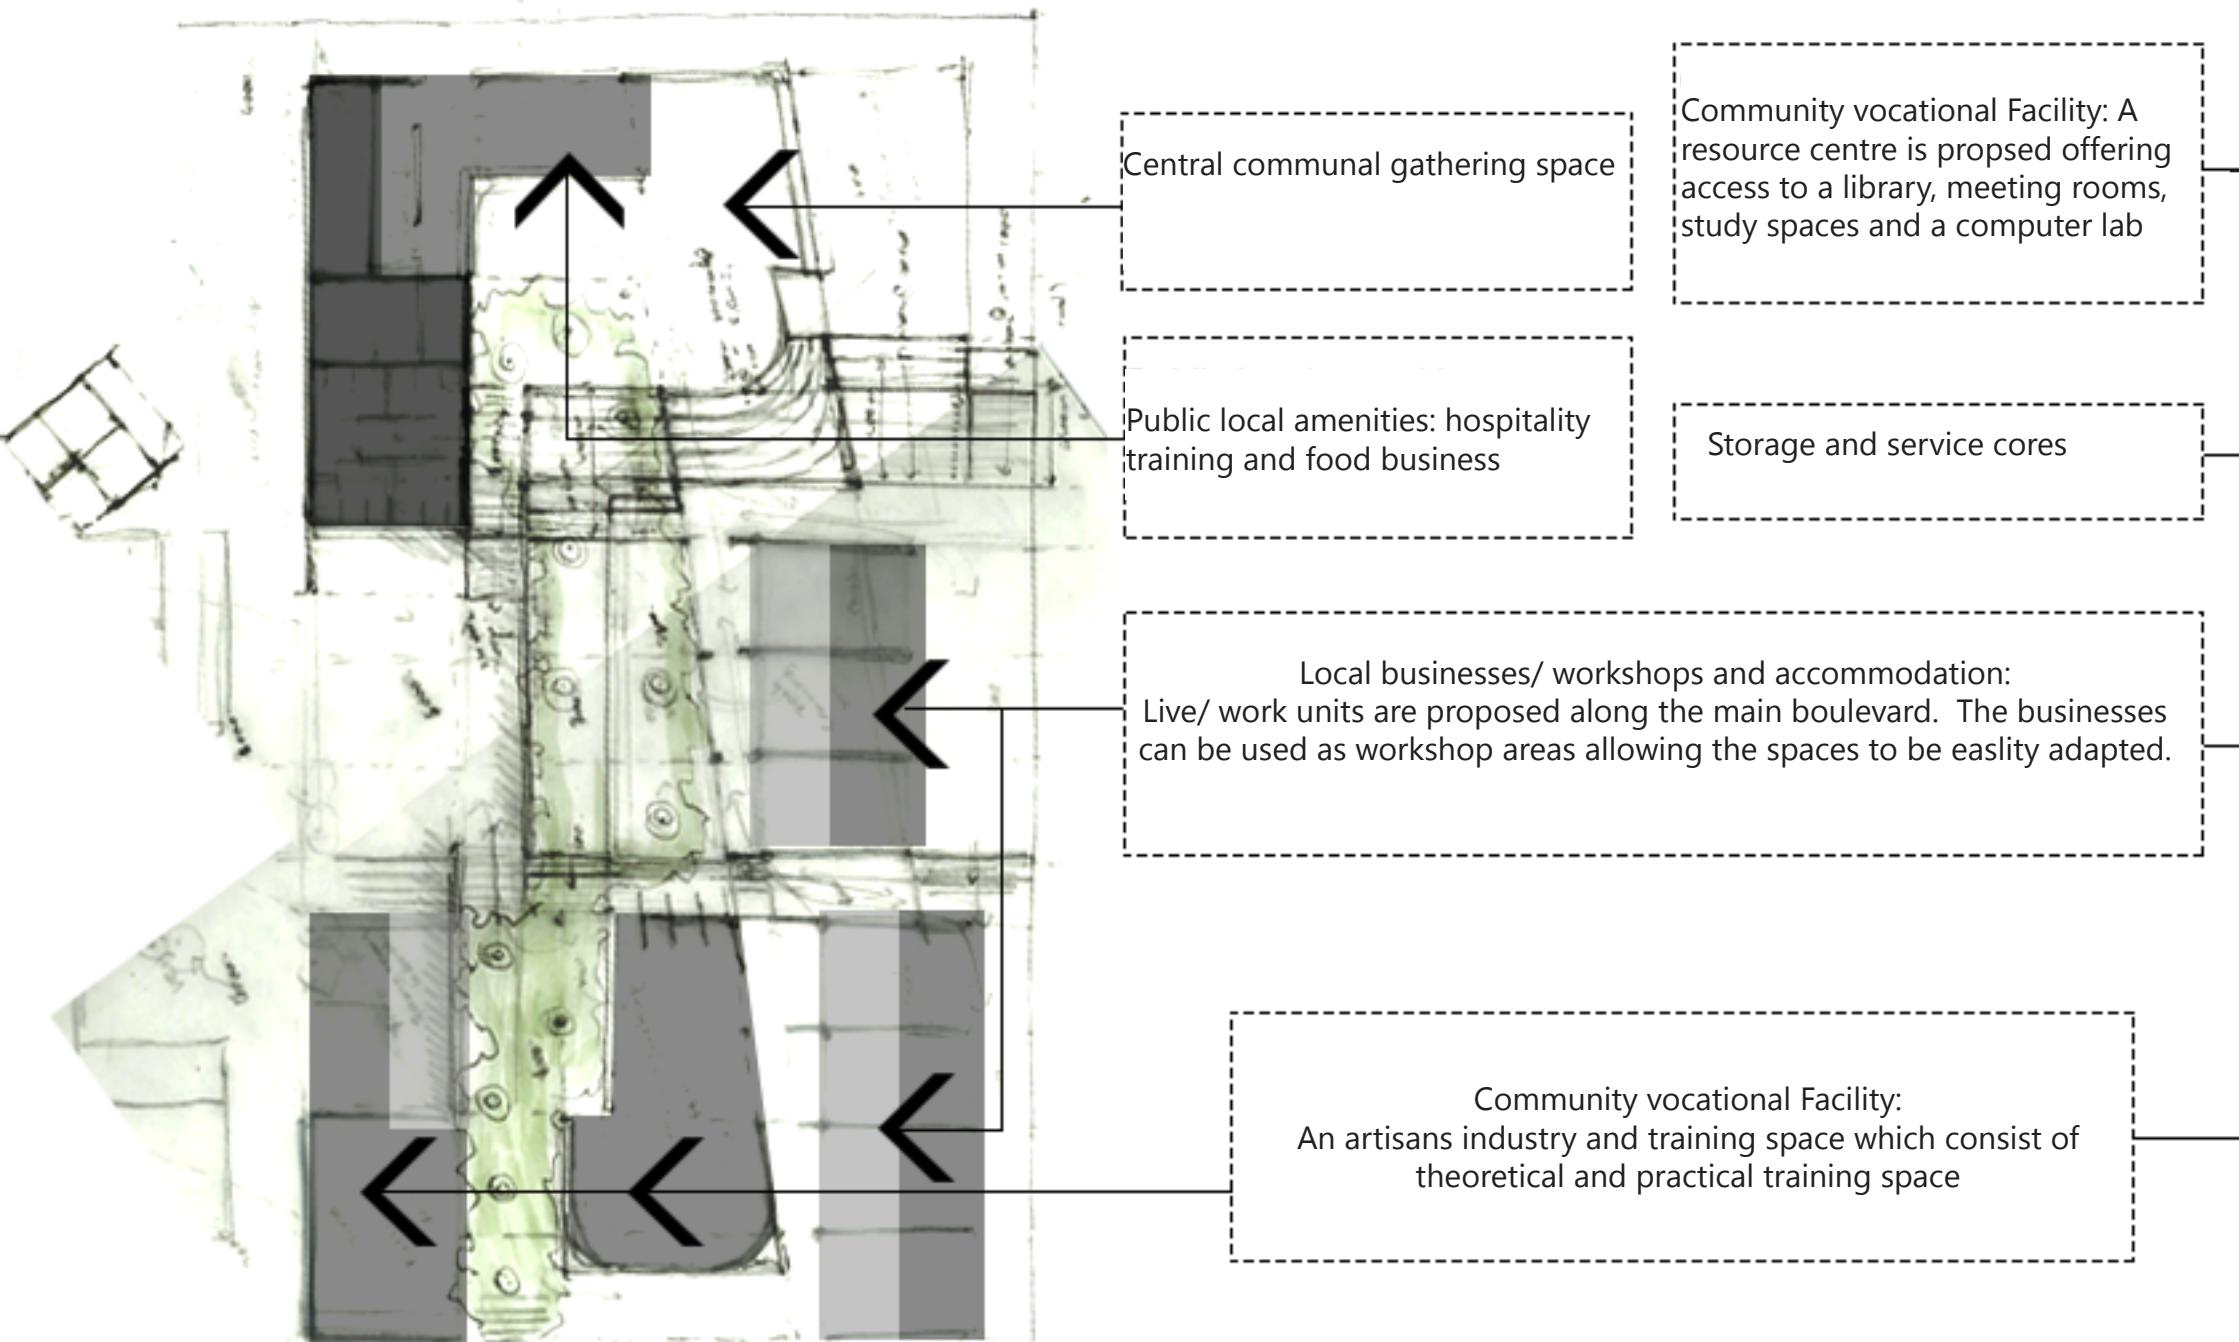 Central communal gathering space
Community vocational Facility: A
resource centre is propsed offering
access to a library, meeting rooms,
study spaces and a computer lab
Public local amenities: hospitality
training and food business
Storage and service cores
Local businesses/ workshops and accommodation:
Live/ work units are proposed along the main boulevard.  The businesses
can be used as workshop areas allowing the spaces to be easlity adapted.
Community vocational Facility:
An artisans industry and training space which consist of
theoretical and practical training space